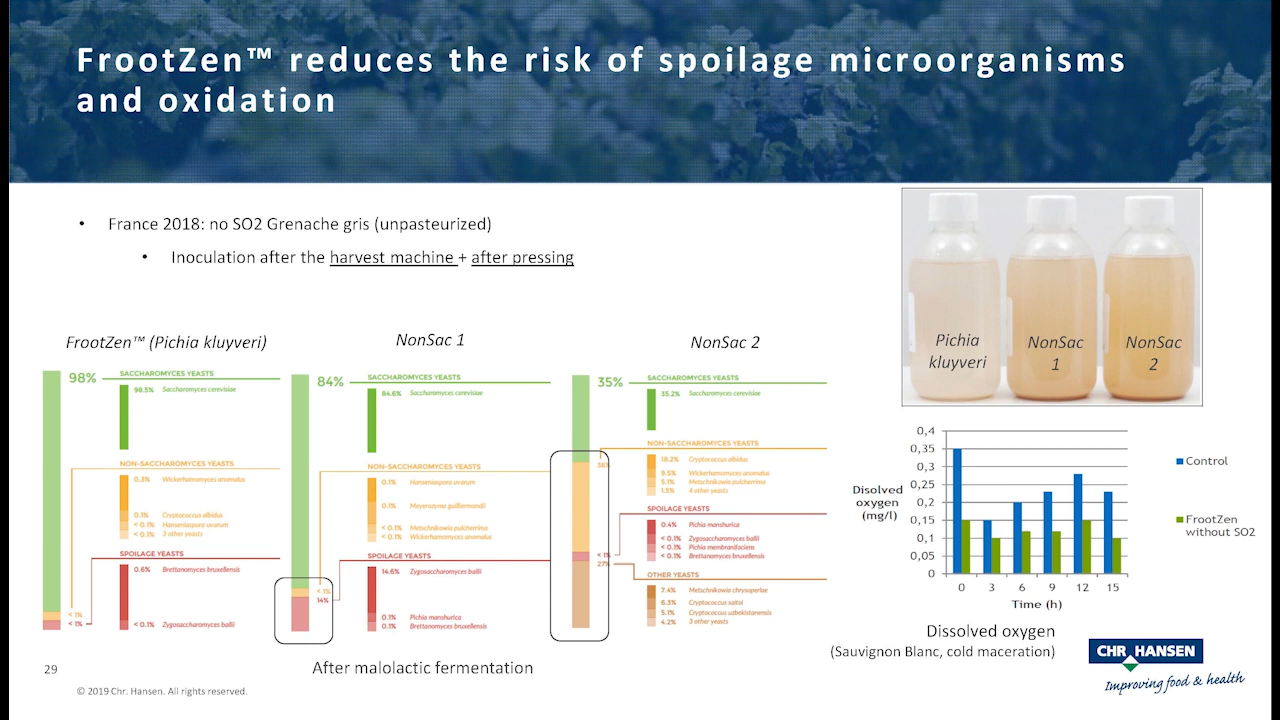 FrootZen™ reduces the risk of spoilage microorganisms
and oxidation
• France 2018: no SO2 Grenache gris (unpasteurized)
• Inoculation after the harvest machine + after pressing
FrootZen™ (Pichia kluyveri)
98%
SACCHAROMYCES YEASTS
98.5% Saccharomyces cerevisiae
NON-SACCHAROMYCES YEASTS
0.3% Wickerhamomyces anomalus
0.1% Cryptococcus albidus
< 0.1% Hanseniaspora uvarum
< 0.1% 3 other yeasts
SPOILAGE YEASTS
0.6% Brettanomyces bruxellensis
< 1%
< 1%
< 0.1% Zygosaccharomyces bailii
NonSac 1
84%
SACCHAROMYCES YEASTS
84.6% Saccharomyces cerevisiae
NON-SACCHAROMYCES YEASTS
0.1% Hanseniaspora uvarum
0.1% Meyerozyma guilliermondii
< 0.1% Metschnikowia pulcherrima
< 0.1% Wickerhamomyces anomalus
SPOILAGE YEASTS
14.6% Zygosaccharomyces bailii
< 1%
14%
0.1% Pichia manshurica
0.1% Brettanomyces bruxellensis
NonSac 2
35%
SACCHAROMYCES YEASTS
35.2% Saccharomyces cerevisiae
NON-SACCHAROMYCES YEASTS
36%
18.2% Cryptococcus albidus
9.5% Wickerhamomyces anomalus
5.1% Metschnikowia pulcherrima
1.5% 4 other yeasts
SPOILAGE YEASTS
0.4% Pichia manshurica
< 0.1% Zygosaccharomyces bailii
< 0.1% Pichia membranifaciens
< 0.1% Brettanomyces bruxellensis
< 1%
27%
OTHER YEASTS
7.4% Metschnikowia chrysoperlae
6.3% Cryptococcus saitoi
5.1% Cryptococcus uzbekistanensis
4.2% 3 other yeasts
Pichia
kluyveri
NonSac
1
NonSac
2
0,4
0,35
0,3
0,25
0,2
0,15
0,1
0,05
0
Disolved
oxygen
(mg/l)
0 3 6 9 12 15
Time (h)
Control
FrootZen
without SO2
Dissolved oxygen
(Sauvignon Blanc, cold maceration)
After malolactic fermentation
CHR HANSEN
Improving food & health
29
© 2019 Chr. Hansen. All rights reserved.